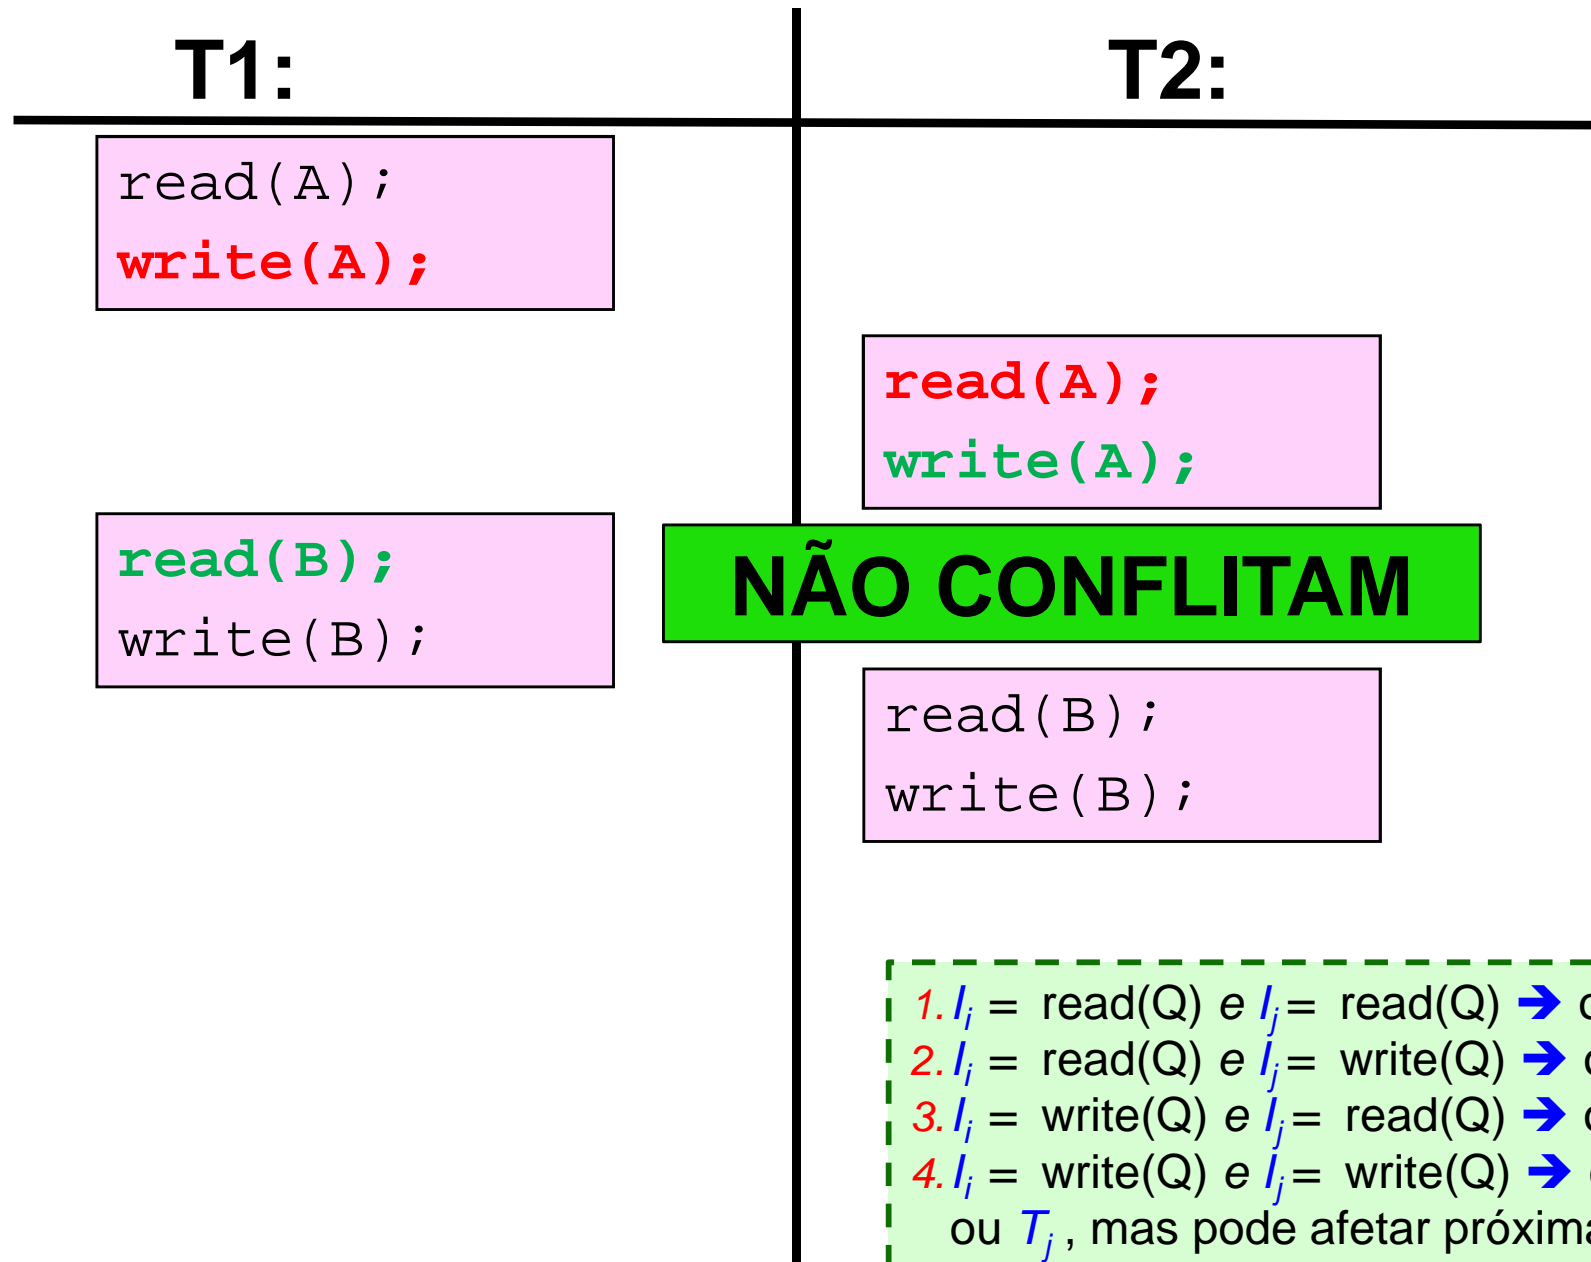 T1: T2:
read(A);
write(A);
read(A);
write(A);
read(B);
write(B);
NÃO CONFLITAM
read(B);
write(B);
1. Ii = read(Q) e Ij = read(Q) ➔
2. Ii = read(Q) e Ij = write(Q) ➔
3. Ii = write(Q) e Ij = read(Q) ➔
4. Ii = write(Q) e Ij = write(Q) ➔
ou Tj , mas pode afetar